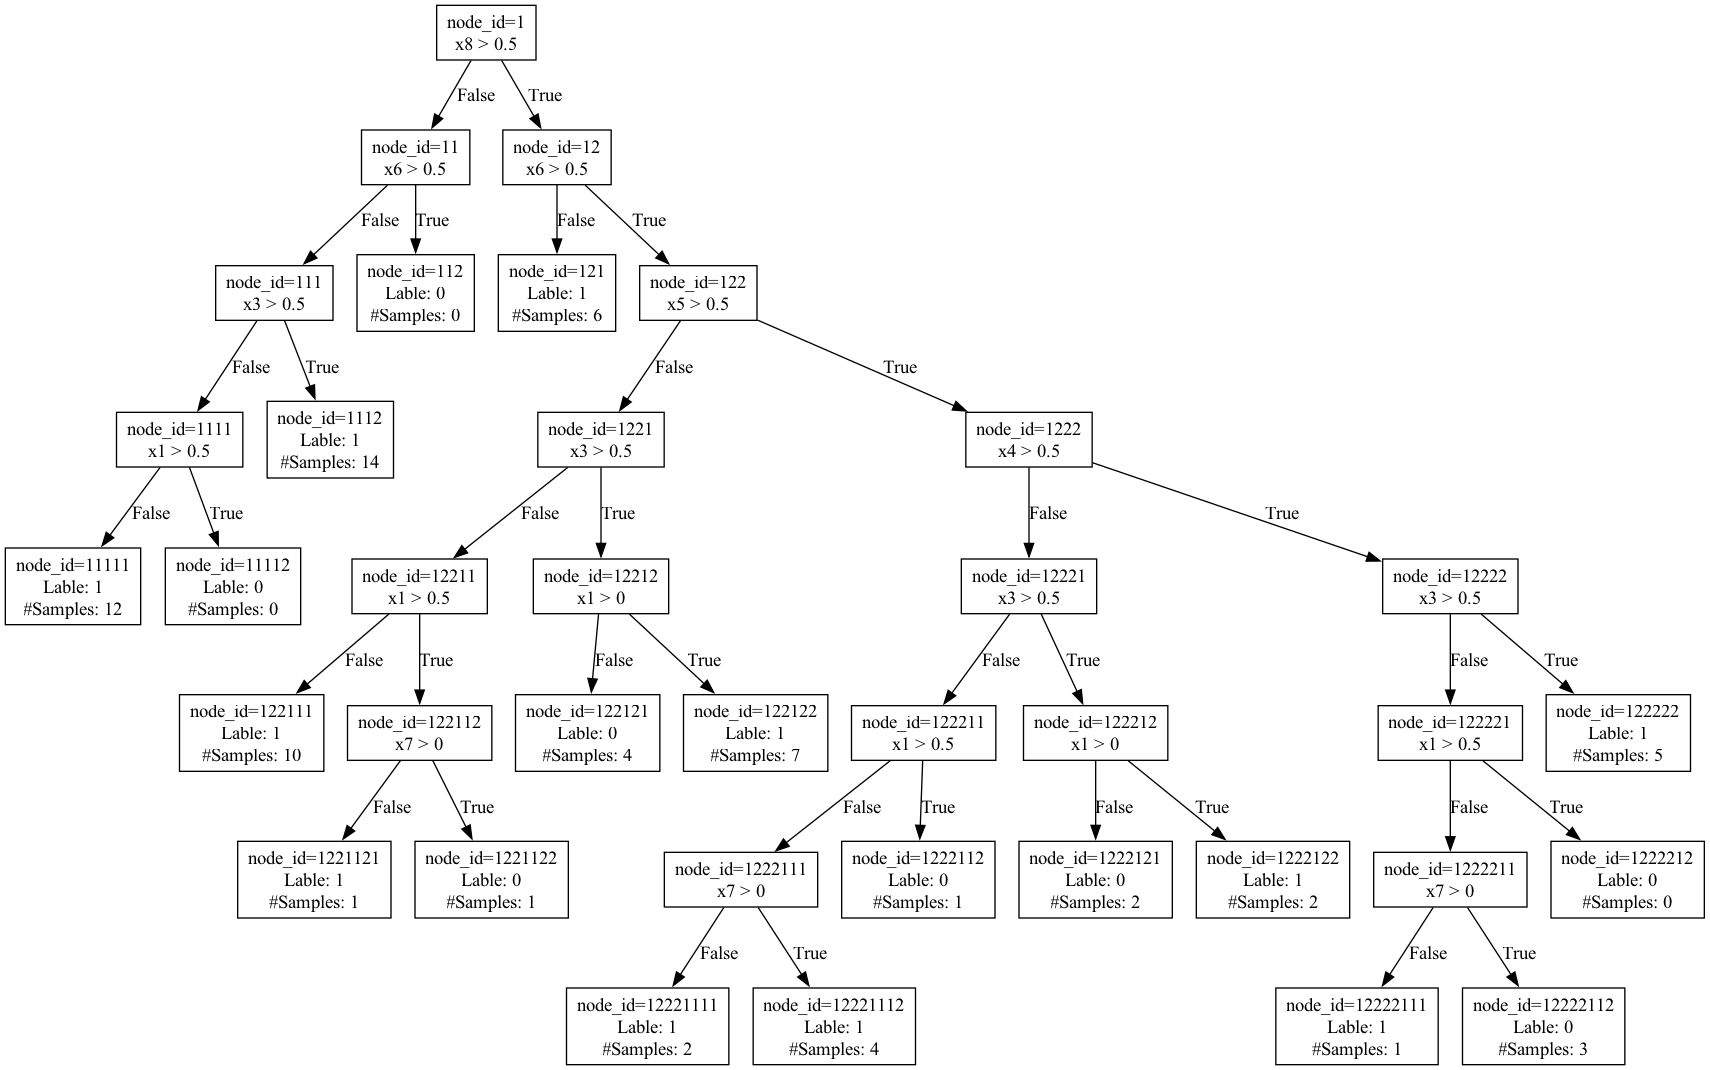 node_id=1
x8 > 0.5
False
True
node_id=11
x6 > 0.5
node_id=12
x6 > 0.5
False
True
False
True
node_id=111
x3 > 0.5
node_id=112
Lable: 0
#Samples: 0
node_id=121
Lable: 1
#Samples: 6
node_id=122
x5 > 0.5
False
True
False
True
node_id=1111
x1 > 0.5
node_id=1112
Lable: 1
#Samples: 14
node_id=1221
x3 > 0.5
node_id=1222
x4 > 0.5
False
True
False
True
False
True
node_id=11111
Lable: 1
#Samples: 12
node_id=11112
Lable: 0
#Samples: 0
node_id=12211
x1 > 0.5
node_id=12212
x1 > 0
node_id=12221
x3 > 0.5
node_id=12222
x3 > 0.5
False
True
False
True
False
True
False
True
node_id=122111
Lable: 1
#Samples: 10
node_id=122112
x7 > 0
node_id=122121
Lable: 0
#Samples: 4
node_id=122122
Lable: 1
#Samples: 7
node_id=122211
x1 > 0.5
node_id=122212
x1 > 0
node_id=122221
x1 > 0.5
node_id=122222
Lable: 1
#Samples: 5
False
True
False
True
False
True
False
True
node_id=1221121
Lable: 1
#Samples: 1
node_id=1221122
Lable: 0
#Samples: 1
node_id=1222111
x7 > 0
node_id=1222112
Lable: 0
#Samples: 1
node_id=1222121
Lable: 0
#Samples: 2
node_id=1222122
Lable: 1
#Samples: 2
node_id=1222211
x7 > 0
node_id=1222212
Lable: 0
#Samples: 0
False
True
False
True
node_id=12221111
Lable: 1
#Samples: 2
node_id=12221112
Lable: 1
#Samples: 4
node_id=12222111
Lable: 1
#Samples: 1
node_id=12222112
Lable: 0
#Samples: 3